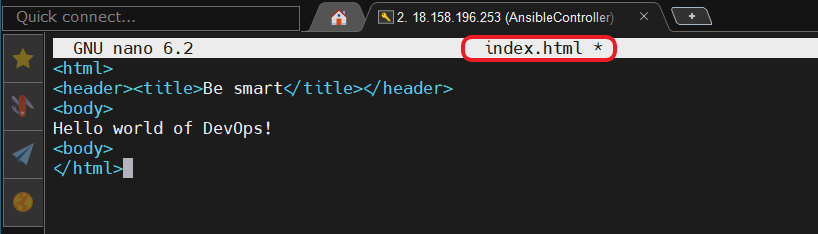 Quick connect...
2. 18.158.196.253 (AnsibleController)
GNU nano 6.2 index.html *
<html>
<header><title>Be smart</title></header>
<body>
Hello world of DevOps!
<body>
</html>